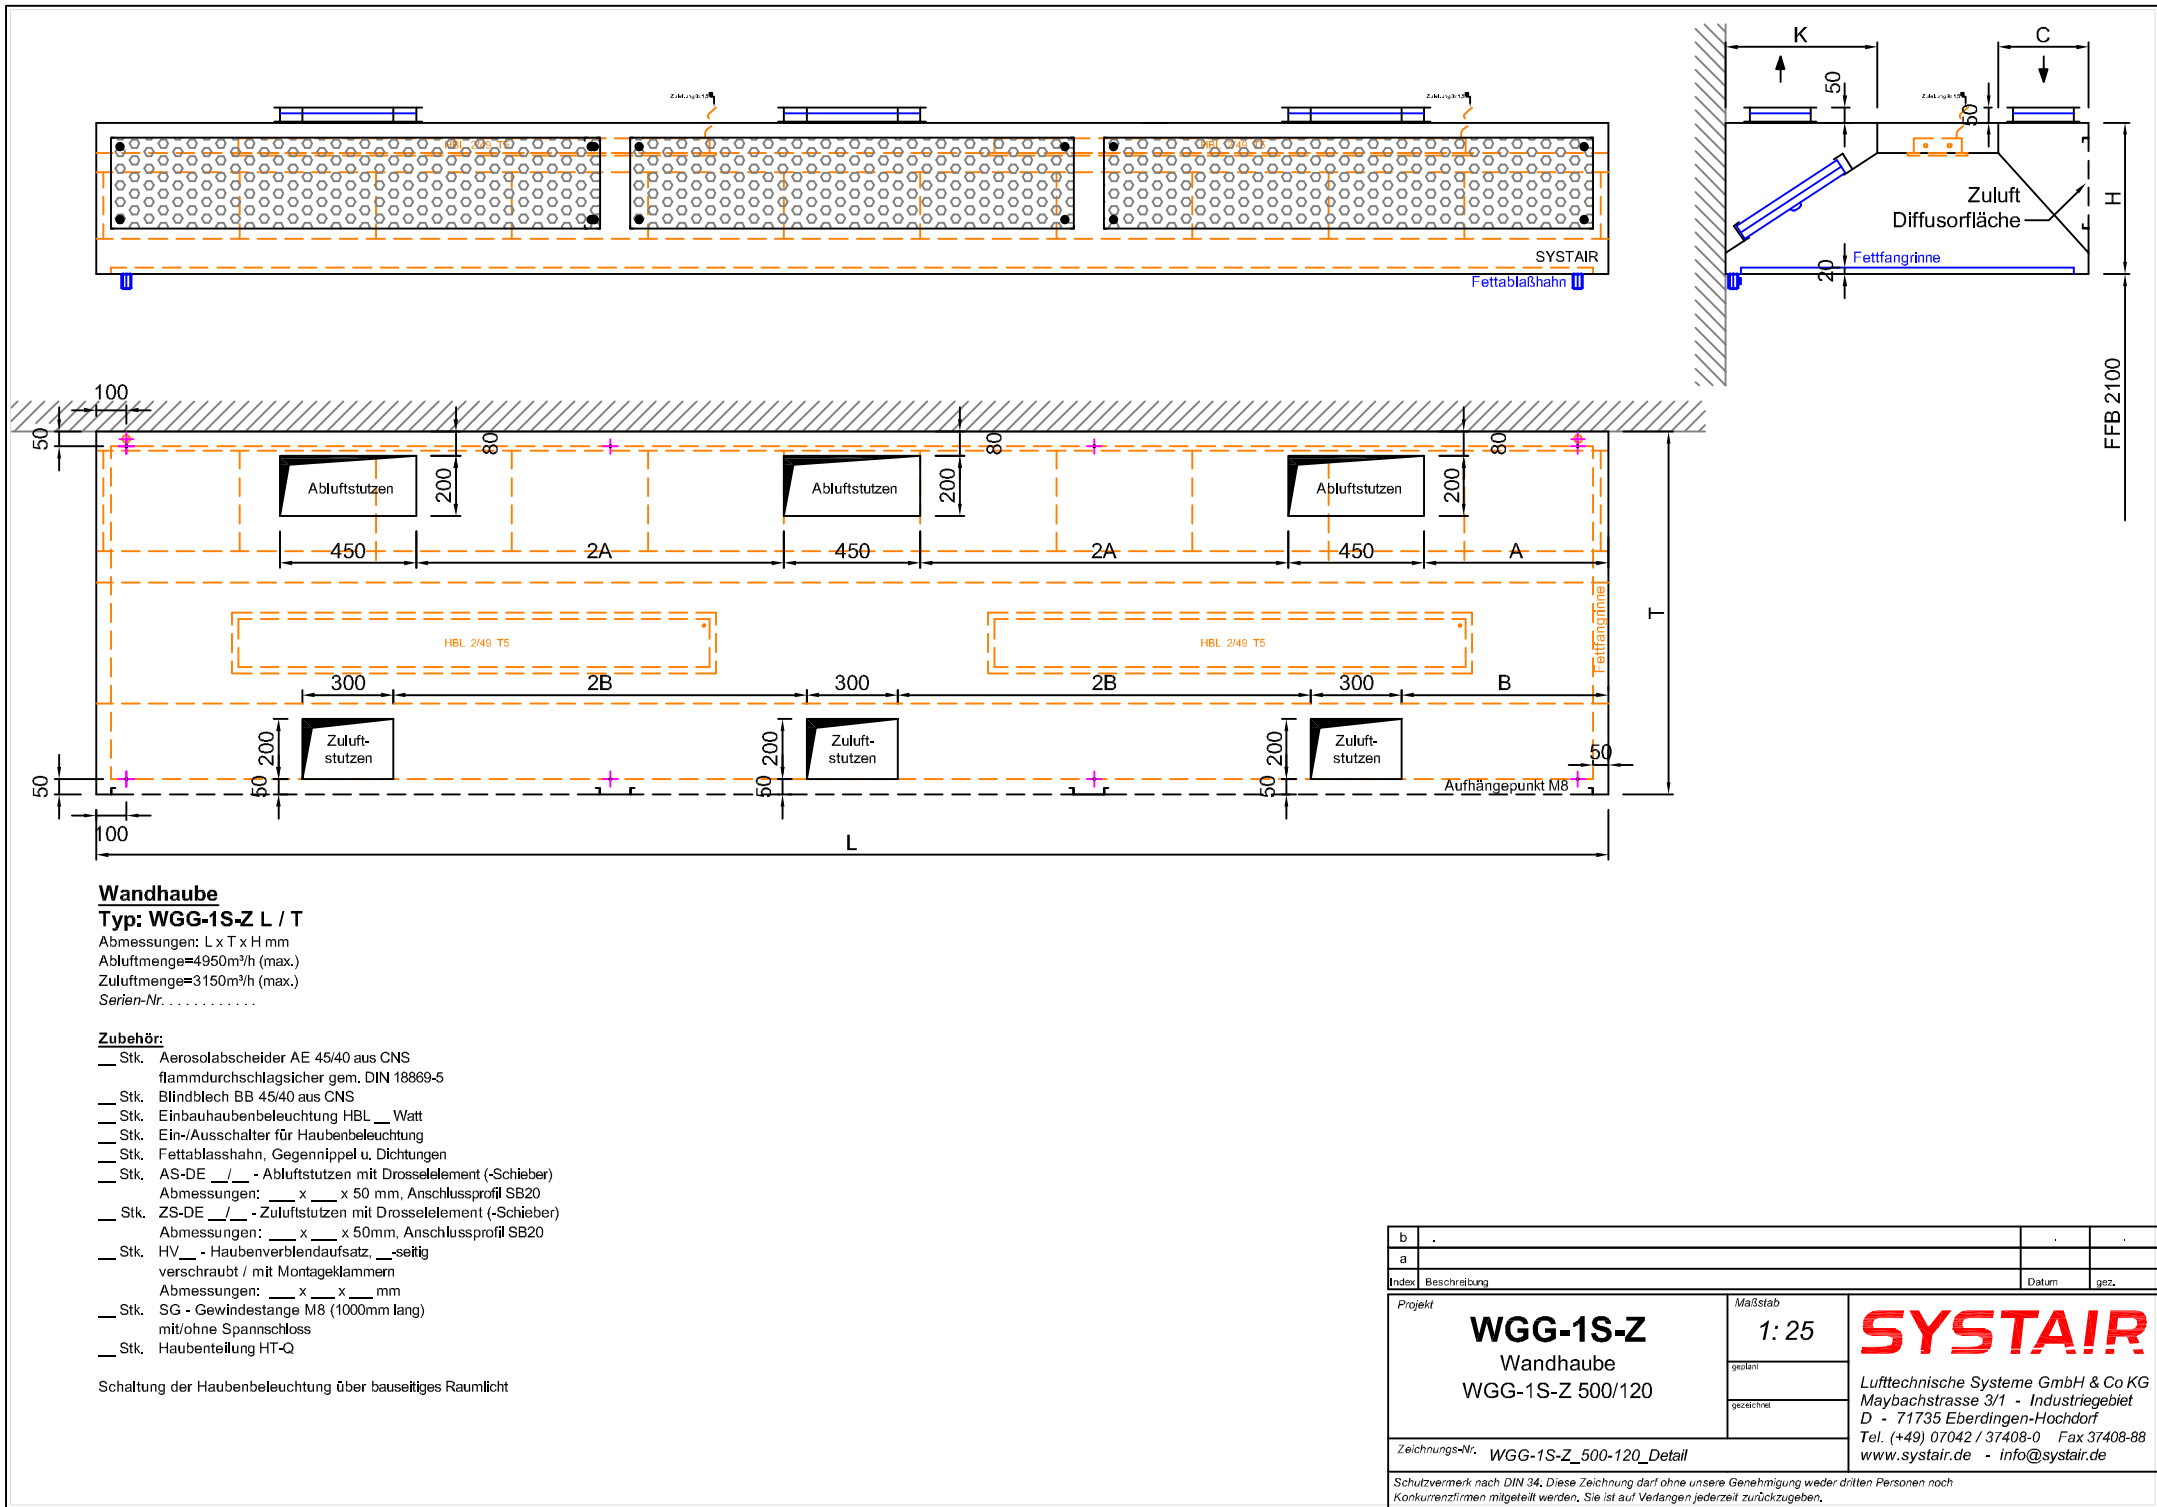 K
C
50
50
Zuluft
Diffusorfläche
H
Fettfangrinne
20
FFB 2100
HBL 2/49 T5
HBL 2/49 T5
SYSTAIR
Fettablaßhahn
100
50
80
80
80
Abluftstutzen
200
Abluftstutzen
200
Abluftstutzen
200
450
2A
450
2A
450
A
T
Fettfangrinne
HBL 2/49 T5
HBL 2/49 T5
300
2B
300
2B
300
B
200
Zuluft-
stutzen
200
Zuluft-
stutzen
200
Zuluft-
stutzen
50
50
50
50
50
Aufhängepunkt M8
100
L
Wandhaube
Typ: WGG-1S-Z L / T
Abmessungen: L x T x H mm
Abluftmenge=4950m³/h (max.)
Zuluftmenge=3150m³/h (max.)
Serien-Nr. . . . . . . . . . . .
Zubehör:
__ Stk. Aerosolabscheider AE 45/40 aus CNS
flammdurchschlagsicher gem. DIN 18869-5
__ Stk. Blindblech BB 45/40 aus CNS
__ Stk. Einbauhaubenbeleuchtung HBL __ Watt
__ Stk. Ein-/Ausschalter für Haubenbeleuchtung
__ Stk. Fettablasshahn, Gegennippel u. Dichtungen
__ Stk. AS-DE __/__ - Abluftstutzen mit Drosselelement (-Schieber)
Abmessungen: ___ x ___ x 50 mm, Anschlussprofil SB20
__ Stk. ZS-DE __/__ - Zuluftstutzen mit Drosselelement (-Schieber)
Abmessungen: ___ x ___ x 50mm, Anschlussprofil SB20
__ Stk. HV__ - Haubenverblendaufsatz, __-seitig
verschraubt / mit Montageklammern
Abmessungen: ___ x ___ x ___ mm
__ Stk. SG - Gewindestange M8 (1000mm lang)
mit/ohne Spannschloss
__ Stk. Haubenteilung HT-Q
Schaltung der Haubenbeleuchtung über bauseitiges Raumlicht
b . . .
a
Index Beschreibung Datum gez.
Projekt
WGG-1S-Z
Wandhaube
WGG-1S-Z 500/120
Maßstab
1: 25
geplant
gezeichnet
SYSTAIR
Lufttechnische Systeme GmbH & Co KG
Maybachstrasse 3/1 - Industriegebiet
D - 71735 Eberdingen-Hochdorf
Tel. (+49) 07042 / 37408-0 Fax 37408-88
www.systair.de - info@systair.de
Zeichnungs-Nr. WGG-1S-Z_500-120_Detail
Schutzvermerk nach DIN 34: Diese Zeichnung darf ohne unsere Genehmigung weder dritten Personen noch
Konkurrenzfirmen mitgeteilt werden. Sie ist auf Verlangen jederzeit zurückzugeben.